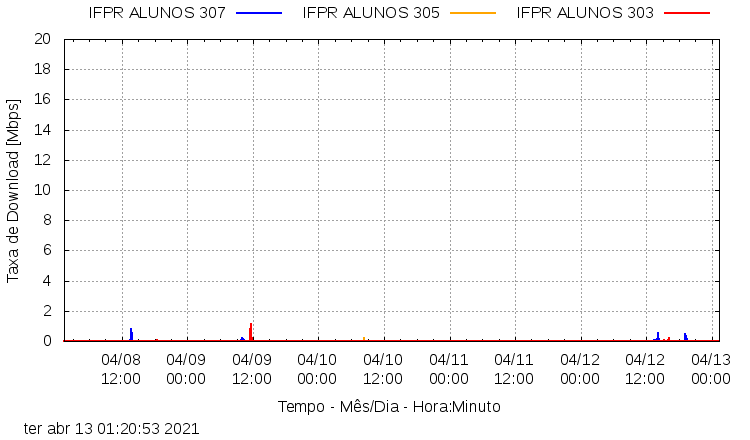 IFPR ALUNOS 307 IFPR ALUNOS 305 IFPR ALUNOS 303
20
18
16
14
12
10
8
6
4
2
0
Taxa de Download [Mbps]
04/08 04/09 04/09 04/10 04/10 04/11 04/11 04/12 04/12 04/13
12:00 00:00 12:00 00:00 12:00 00:00 12:00 00:00 12:00 00:00
Tempo - Mês/Dia - Hora:Minuto
ter abr 13 01:20:53 2021